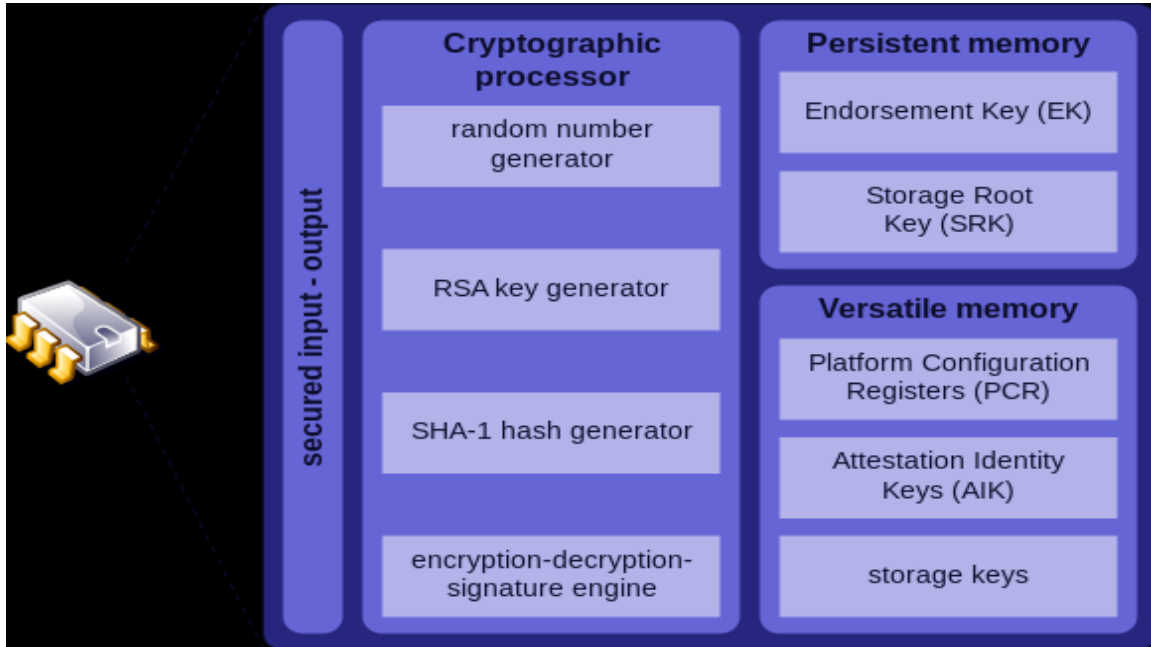 secured input - output
Cryptographic
processor
random number
generator
RSA key generator
SHA-1 hash generator
encryption-decryption-
signature engine
Persistent memory
Endorsement Key (EK)
Storage Root
Key (SRK)
Versatile memory
Platform Configuration
Registers (PCR)
Attestation Identity
Keys (AIK)
storage keys